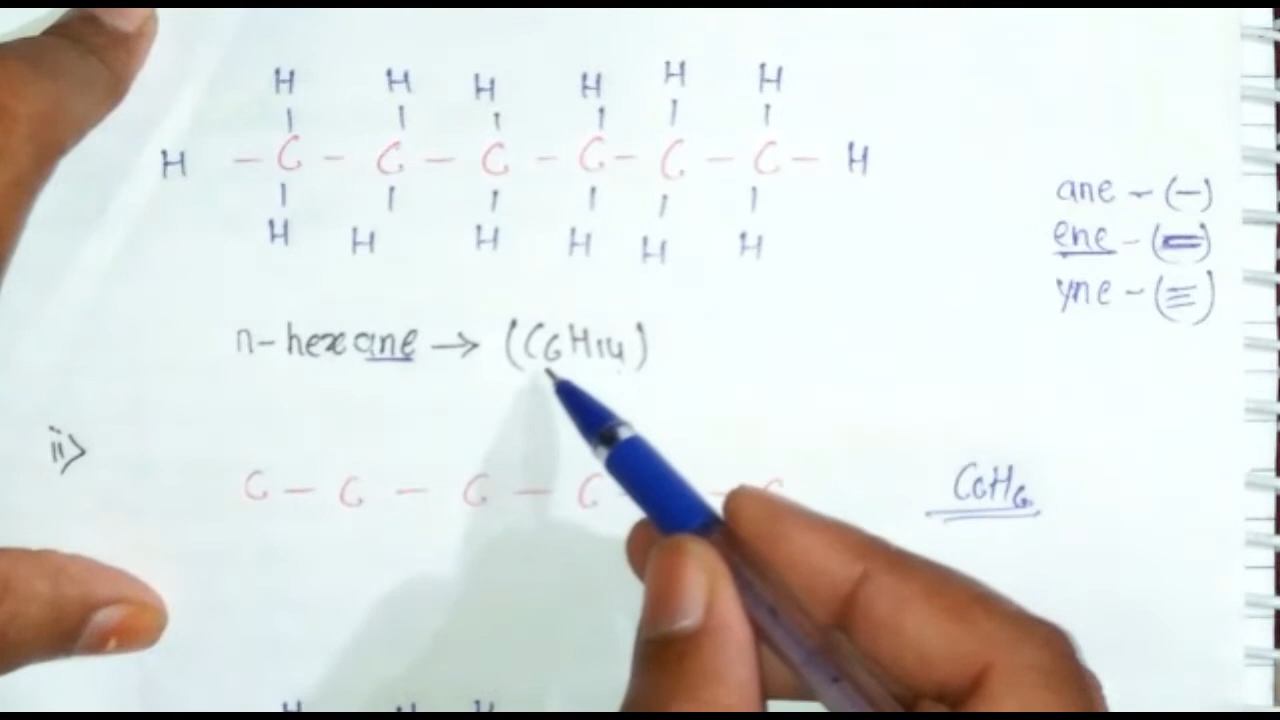 H H H H H H
H - C - C - C - C - C - C - H
H H H H H H
ane - (-)
ene - (=)
yne - (≡)
n-hexane → (C6H14)
ii>
C - C - C - C - C
C6H6
H H H